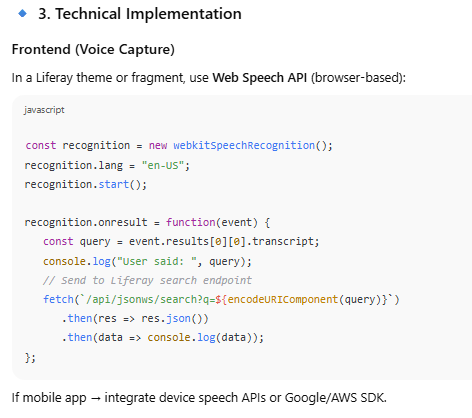 3. Technical Implementation
Frontend (Voice Capture)
In a Liferay theme or fragment, use Web Speech API (browser-based):
javascript
const recognition = new webkitSpeechRecognition();
recognition.lang = "en-US";
recognition.start();
recognition.onresult = function(event) {
const query = event.results[0][0].transcript;
console.log("User said: ", query);
// Send to Liferay search endpoint
fetch(`/api/jsonws/search?q=${encodeURIComponent(query)}`)
.then(res => res.json())
.then(data => console.log(data));
};
If mobile app → integrate device speech APIs or Google/AWS SDK.